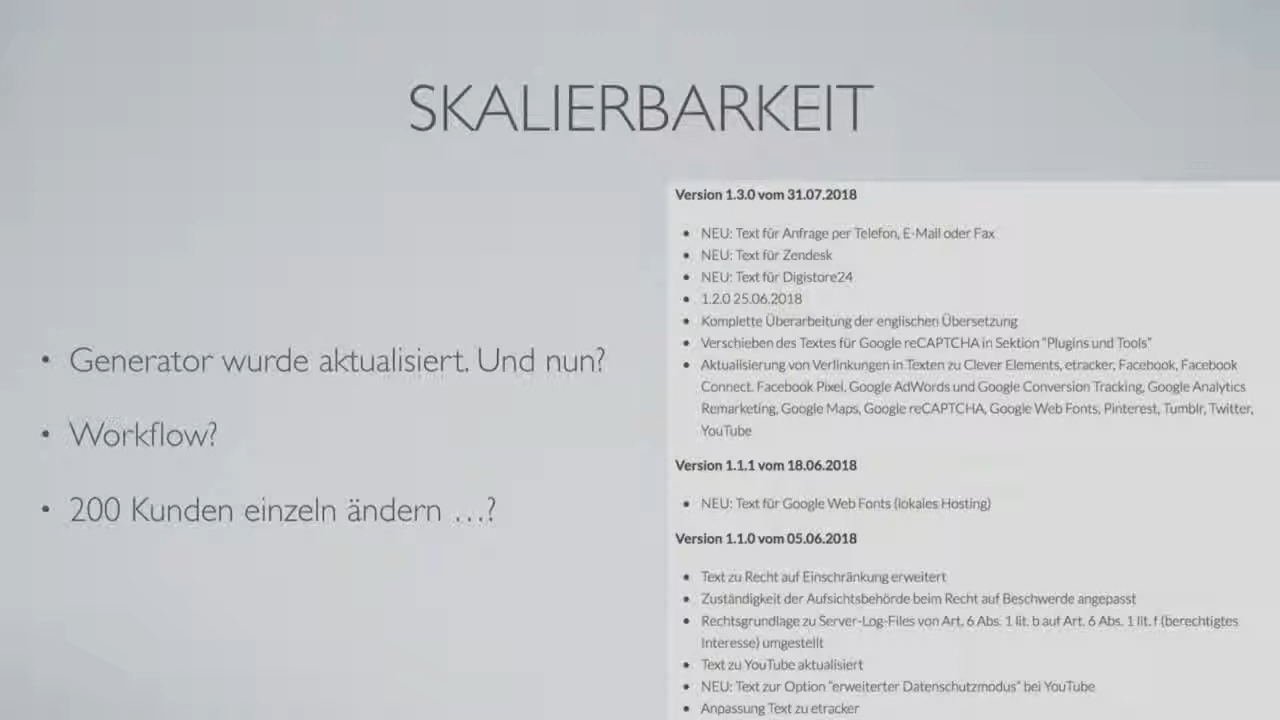 SKALIERBARKEIT
• Generator wurde aktualisiert. Und nun?
• Workflow?
• 200 Kunden einzeln ändern …?
Version 1.3.0 vom 31.07.2018
• NEU: Text für Anfrage per Telefon, E-Mail oder Fax
• NEU: Text für Zendesk
• NEU: Text für Digistore24
• 1.2.0 25.06.2018
• Komplette Überarbeitung der englischen Übersetzung
• Verschieben des Textes für Google reCAPTCHA in Sektion "Plugins und Tools"
• Aktualisierung von Verlinkungen in Texten zu Clever Elements, etracker, Facebook, Facebook
Connect. Facebook Pixel, Google AdWords und Google Conversion Tracking, Google Analytics
Remarketing, Google Maps, Google reCAPTCHA, Google Web Fonts, Pinterest, Tumblr, Twitter,
YouTube
Version 1.1.1 vom 18.06.2018
• NEU: Text für Google Web Fonts (lokales Hosting)
Version 1.1.0 vom 05.06.2018
• Text zu Recht auf Einschränkung erweitert
• Zuständigkeit der Aufsichtsbehörde beim Recht auf Beschwerde angepasst
• Rechtsgrundlage zu Server-Log-Files von Art. 6 Abs. 1 lit. b auf Art. 6 Abs. 1 lit. f (berechtigtes
Interesse) umgestellt
• Text zu YouTube aktualisiert
• NEU: Text zur Option "erweiterter Datenschutzmodus" bei YouTube
• Anpassung Text zu etracker